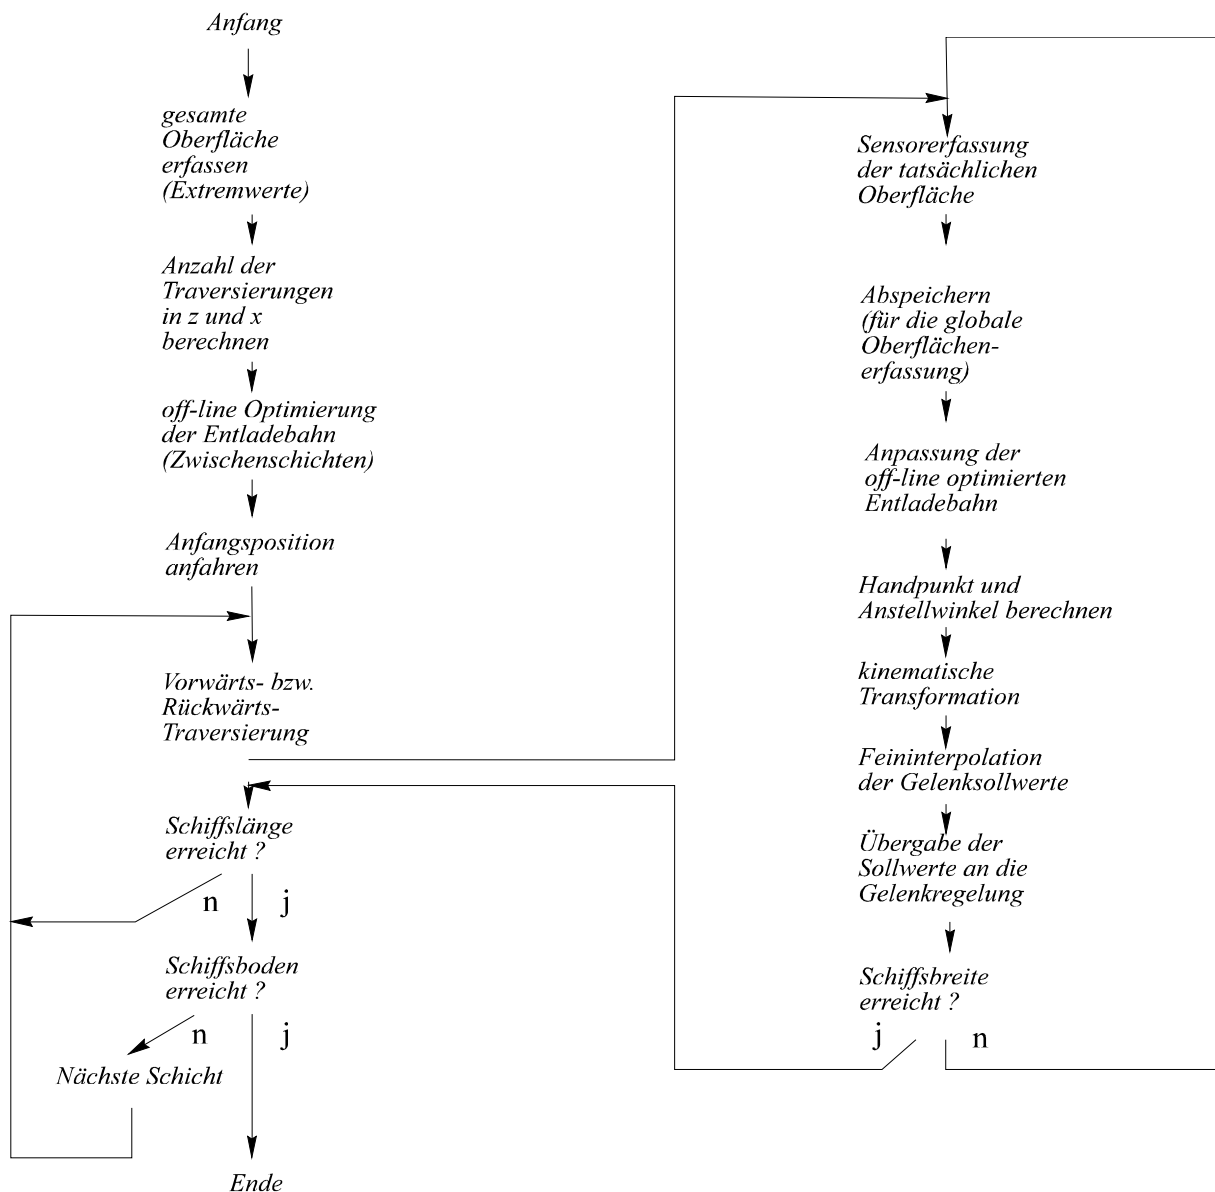 Anfang
gesamte
Oberfläche
erfassen
(Extremwerte)
Anzahl der
Traversierungen
in z und x
berechnen
off-line Optimierung
der Entladebahn
(Zwischenschichten)
Anfangsposition
anfahren
Vorwärts- bzw.
Rückwärts-
Traversierung
Schiffslänge
erreicht ?
n
j
Schiffsboden
erreicht ?
n
j
Nächste Schicht
Ende
Sensorerfassung
der tatsächlichen
Oberfläche
Abspeichern
(für die globale
Oberflächen-
erfassung)
Anpassung der
off-line optimierten
Entladebahn
Handpunkt und
Anstellwinkel berechnen
kinematische
Transformation
Feininterpolation
der Gelenksollwerte
Übergabe der
Sollwerte an die
Gelenkregelung
Schiffsbreite
erreicht ?
j
n